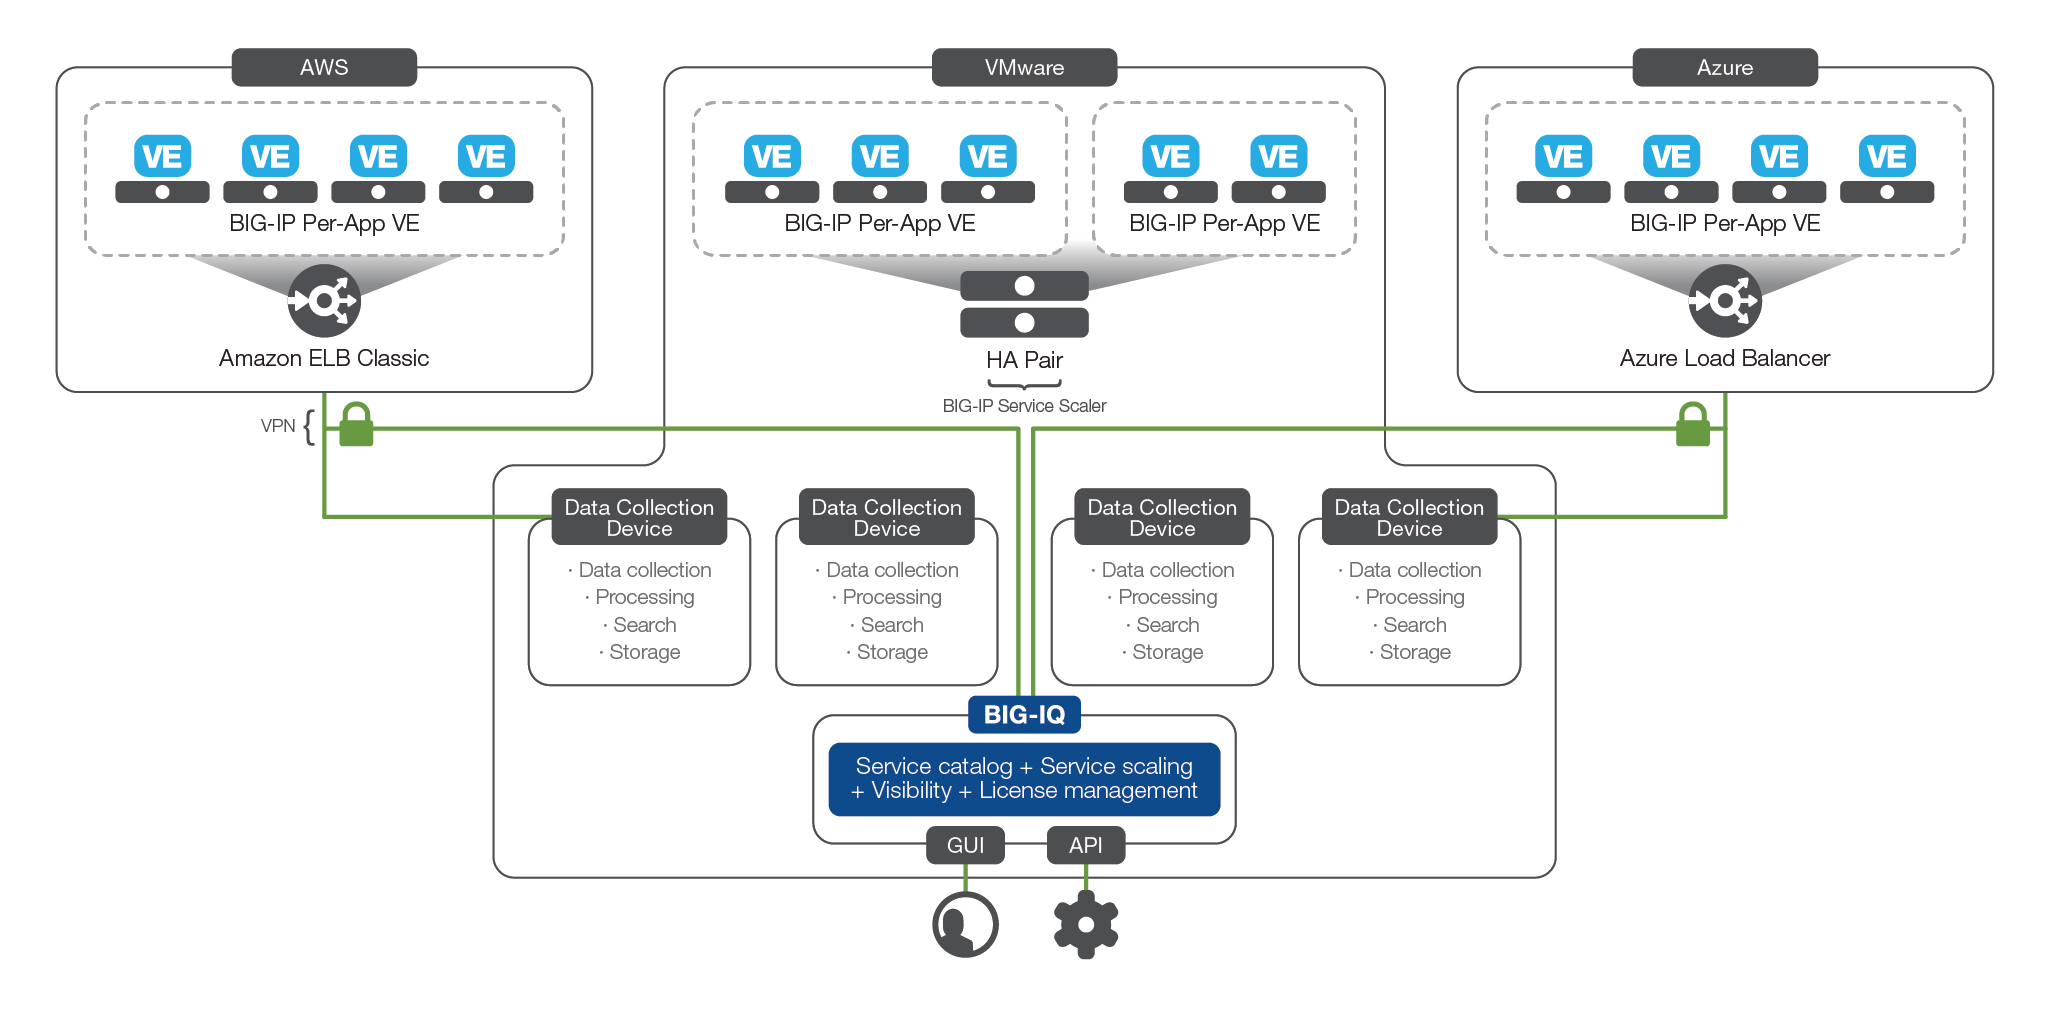 AWS
VMware
Azure
VE VE VE VE
VE VE VE
VE VE
VE VE VE VE
BIG-IP Per-App VE
BIG-IP Per-App VE
BIG-IP Per-App VE
BIG-IP Per-App VE
Amazon ELB Classic
HA Pair
Azure Load Balancer
BIG-IP Service Scaler
VPN {
Data Collection
Device
· Data collection
· Processing
· Search
· Storage
Data Collection
Device
· Data collection
· Processing
· Search
· Storage
Data Collection
Device
· Data collection
· Processing
· Search
· Storage
Data Collection
Device
· Data collection
· Processing
· Search
· Storage
BIG-IQ
Service catalog + Service scaling
+ Visibility + License management
GUI
API